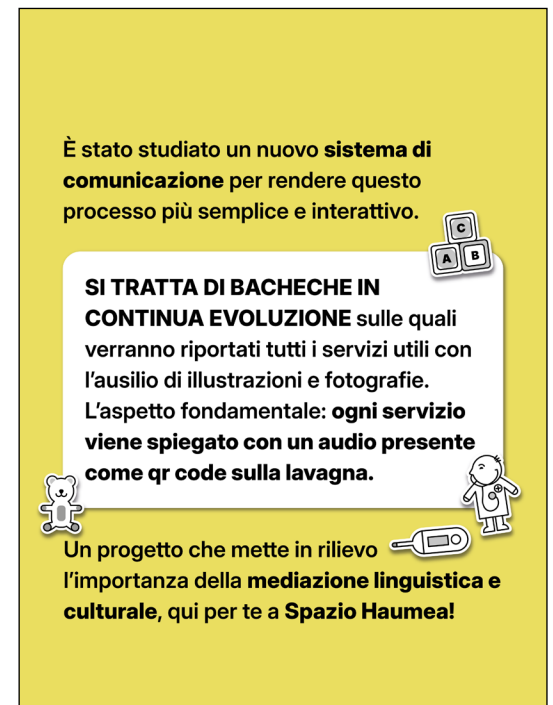 È stato studiato un nuovo sistema di
comunicazione per rendere questo
processo più semplice e interattivo.
C
A B
SI TRATTA DI BACHECHE IN
CONTINUA EVOLUZIONE sulle quali
verranno riportati tutti i servizi utili con
l'ausilio di illustrazioni e fotografie.
L'aspetto fondamentale: ogni servizio
viene spiegato con un audio presente
come qr code sulla lavagna.
Un progetto che mette in rilievo
l'importanza della mediazione linguistica e
culturale, qui per te a Spazio Haumea!